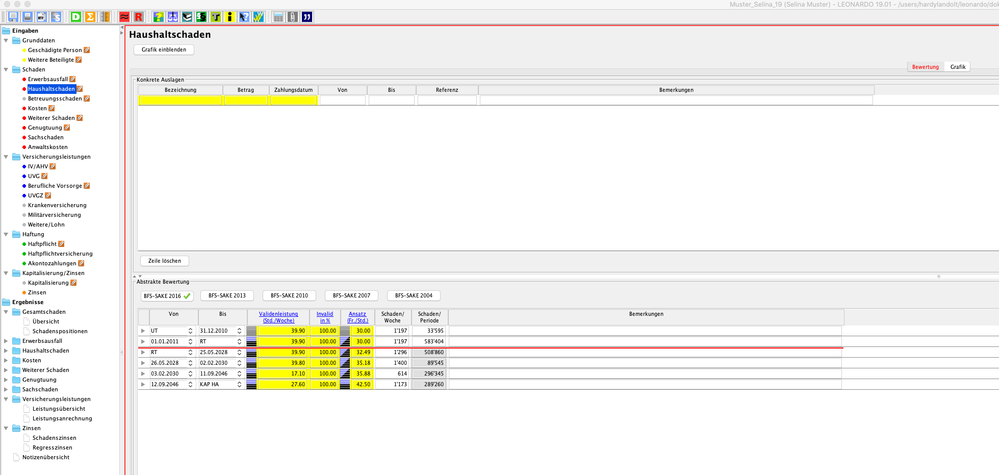 Muster_Selina_19 (Selina Muster) - LEONARDO 19.01 - /users/hardylandolt/leonardo/dol
RTF S D Σ R ? § T i ? W
Eingaben
Grunddaten
Geschädigte Person
Weitere Beteiligte
Schaden
Erwerbsausfall
Haushaltschaden
Betreuungsschaden
Kosten
Weiterer Schaden
Genugtuung
Sachschaden
Anwaltskosten
Versicherungsleistungen
IV/AHV
UVG
Berufliche Vorsorge
UVGZ
Krankenversicherung
Militärversicherung
Weitere/Lohn
Haftung
Haftpflicht
Haftpflichtversicherung
Akontozahlungen
Kapitalisierung/Zinsen
Kapitalisierung
Zinsen
Ergebnisse
Gesamtschaden
Übersicht
Schadenspositionen
Erwerbsausfall
Haushaltschaden
Kosten
Weiterer Schaden
Genugtuung
Sachschaden
Versicherungsleistungen
Leistungsübersicht
Leistungsanrechnung
Zinsen
Schadenszinsen
Regresszinsen
Notizenübersicht
Haushaltschaden
Grafik einblenden
Bewertung Grafik
Konkrete Auslagen
Bezeichnung Betrag Zahlungsdatum Von Bis Referenz Bemerkungen
Zeile löschen
Abstrakte Bewertung
BFS-SAKE 2016 BFS-SAKE 2013 BFS-SAKE 2010 BFS-SAKE 2007 BFS-SAKE 2004
Von Bis Validenleistung Invalid Ansatz Schaden/ Schaden/ Bemerkungen
(Std./Woche) in % (Fr./Std.) Woche Periode
UT 31.12.2010 39.90 100.00 30.00 1'197 33'595
01.01.2011 RT 39.90 100.00 30.00 1'197 583'404
RT 25.05.2028 39.90 100.00 32.49 1'296 508'860
26.05.2028 02.02.2030 39.80 100.00 35.18 1'400 89'545
03.02.2030 11.09.2046 17.10 100.00 35.88 614 296'345
12.09.2046 KAP HA 27.60 100.00 42.50 1'173 289'260